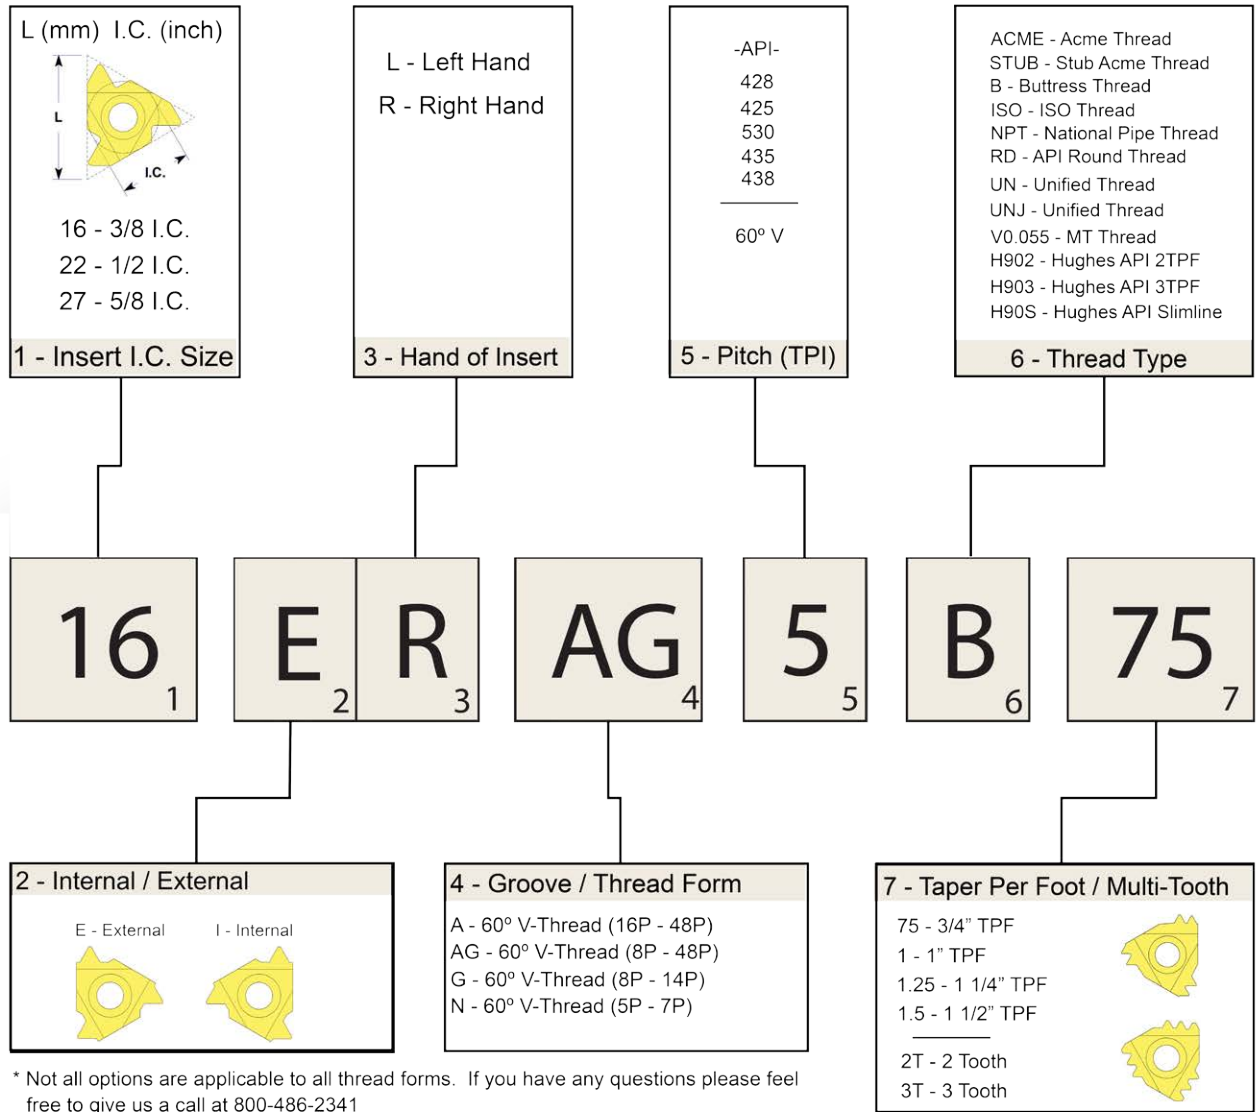 L (mm) I.C. (inch)
L
I.C.
16 - 3/8 I.C.
22 - 1/2 I.C.
27 - 5/8 I.C.
1 - Insert I.C. Size
L - Left Hand
R - Right Hand
3 - Hand of Insert
-API-
428
425
530
435
438
60º V
5 - Pitch (TPI)
ACME - Acme Thread
STUB - Stub Acme Thread
B - Buttress Thread
ISO - ISO Thread
NPT - National Pipe Thread
RD - API Round Thread
UN - Unified Thread
UNJ - Unified Thread
V0.055 - MT Thread
H902 - Hughes API 2TPF
H903 - Hughes API 3TPF
H90S - Hughes API Slimline
6 - Thread Type
16 1
E 2
R 3
AG 4
5 5
B 6
75 7
2 - Internal / External
E - External I - Internal
4 - Groove / Thread Form
A - 60º V-Thread (16P - 48P)
AG - 60º V-Thread (8P - 48P)
G - 60º V-Thread (8P - 14P)
N - 60º V-Thread (5P - 7P)
7 - Taper Per Foot / Multi-Tooth
75 - 3/4” TPF
1 - 1” TPF
1.25 - 1 1/4” TPF
1.5 - 1 1/2” TPF
2T - 2 Tooth
3T - 3 Tooth
* Not all options are applicable to all thread forms. If you have any questions please feel
free to give us a call at 800-486-2341